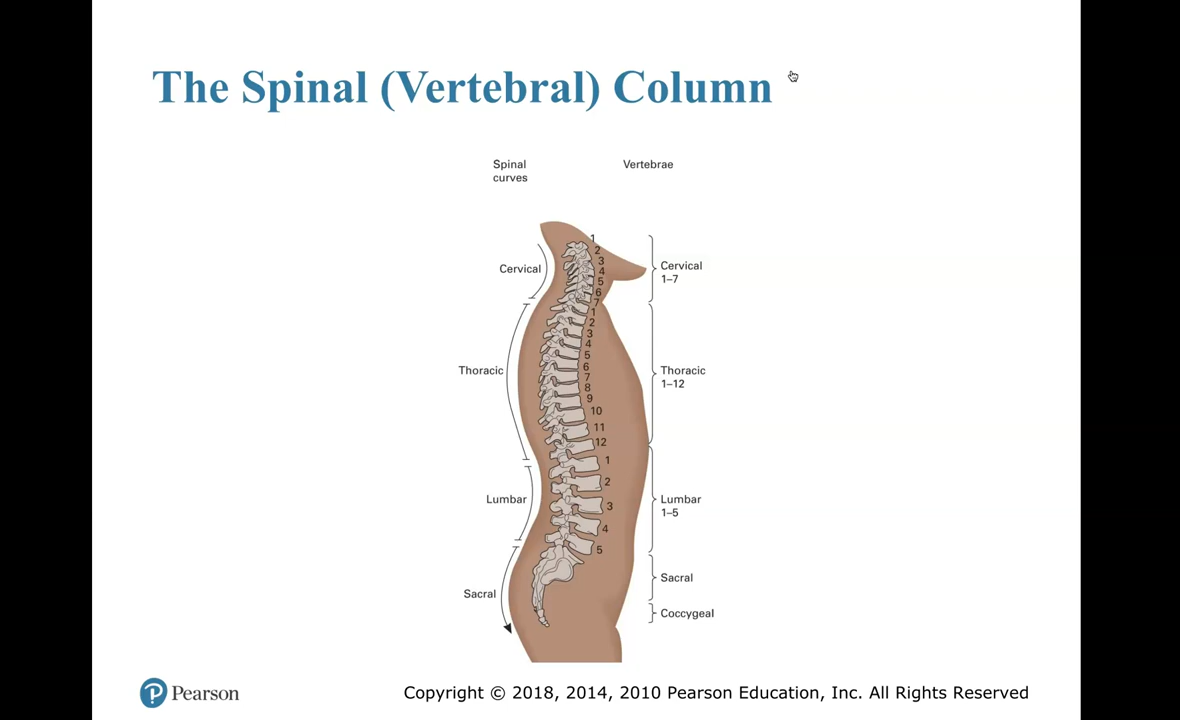 The Spinal (Vertebral) Column
Spinal
curves
Vertebrae
Cervical
Thoracic
Lumbar
Sacral
1
2
3
4
5
6
7
1
2
3
4
5
6
7
8
9
10
11
12
1
2
3
4
5
Cervical
1–7
Thoracic
1–12
Lumbar
1–5
Sacral
Coccygeal
P Pearson
Copyright © 2018, 2014, 2010 Pearson Education, Inc. All Rights Reserved